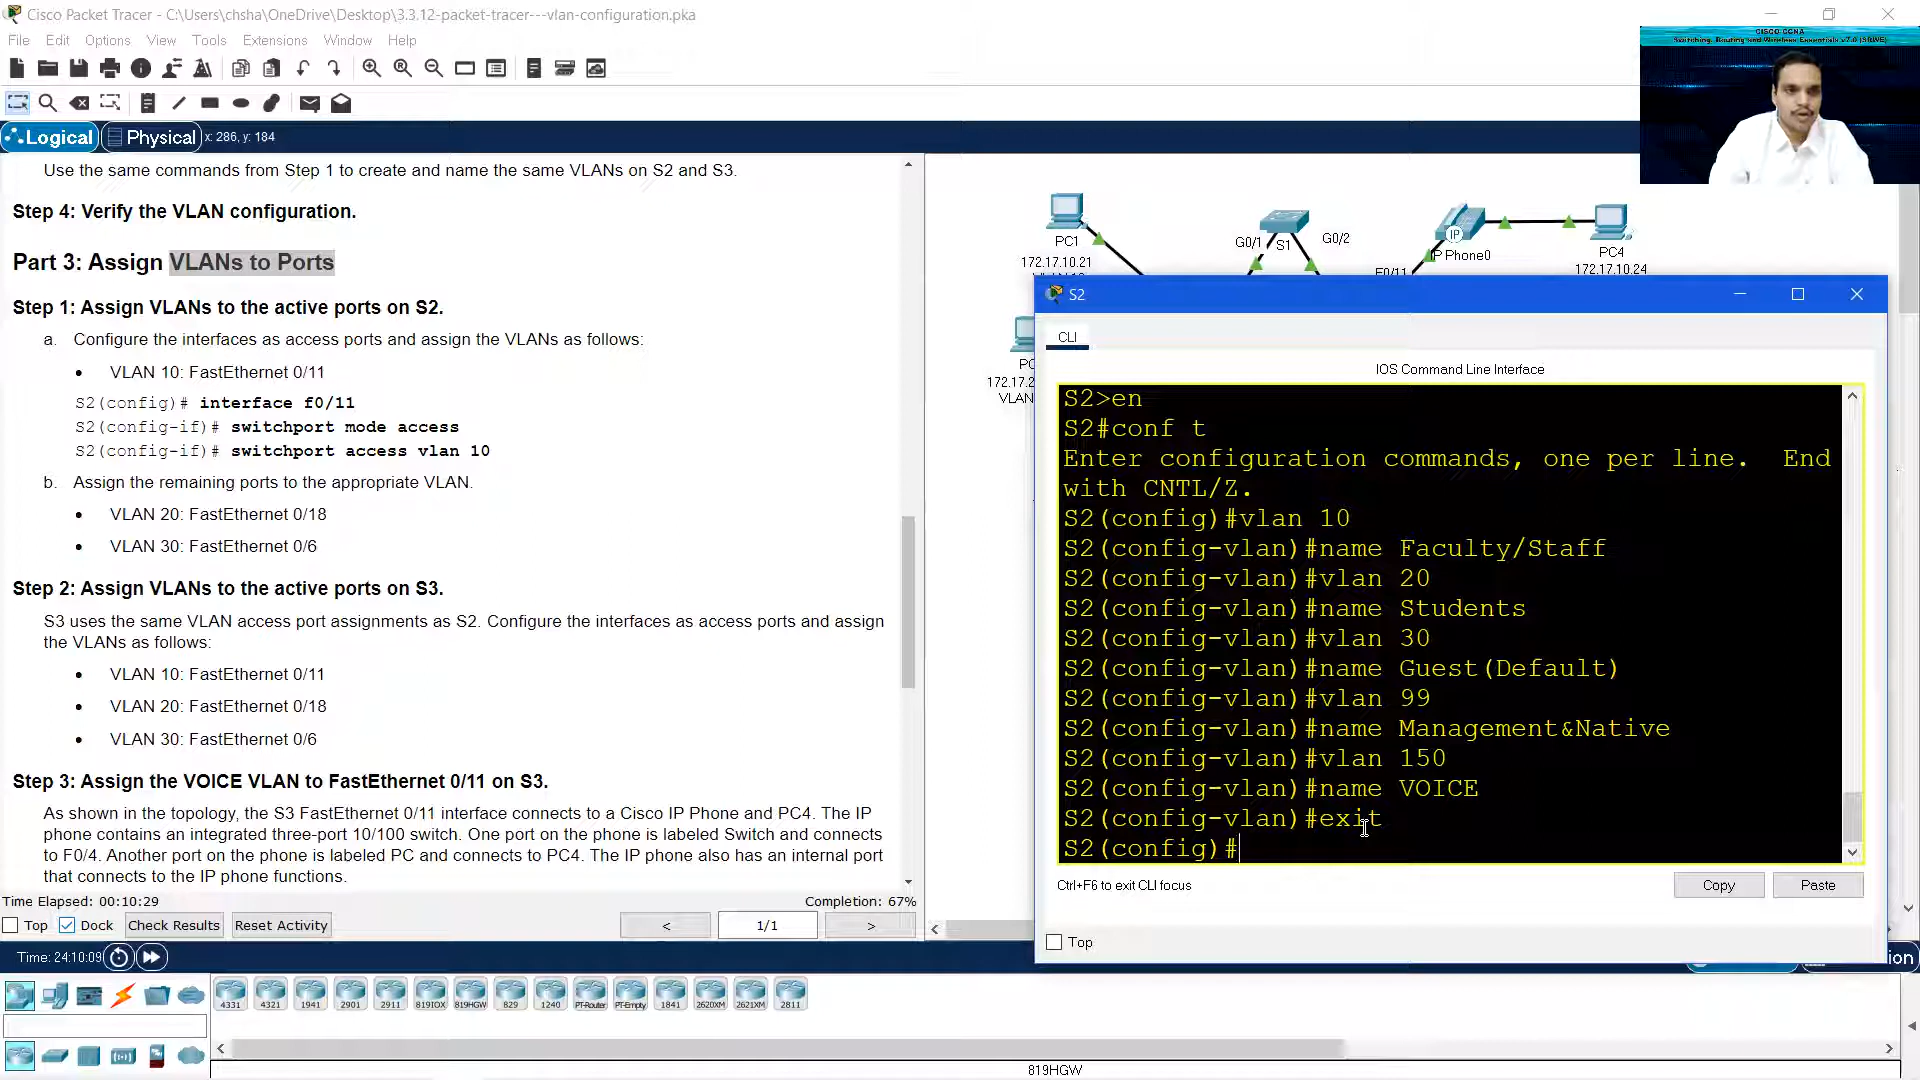 Cisco Packet Tracer - C:\Users\chsha\OneDrive\Desktop\3.3.12-packet-tracer---vlan-configuration.pka
File Edit Options View Tools Extensions Window Help
CISCO CCNA
Switching, Routing and Wireless Essentials v7.0 (SRWE)
Logical Physical x: 286, y: 184
Use the same commands from Step 1 to create and name the same VLANs on S2 and S3.
Step 4: Verify the VLAN configuration.
Part 3: Assign VLANs to Ports
Step 1: Assign VLANs to the active ports on S2.
a. Configure the interfaces as access ports and assign the VLANs as follows:
• VLAN 10: FastEthernet 0/11
S2(config)# interface f0/11
S2(config-if)# switchport mode access
S2(config-if)# switchport access vlan 10
b. Assign the remaining ports to the appropriate VLAN.
• VLAN 20: FastEthernet 0/18
• VLAN 30: FastEthernet 0/6
Step 2: Assign VLANs to the active ports on S3.
S3 uses the same VLAN access port assignments as S2. Configure the interfaces as access ports and assign
the VLANs as follows:
• VLAN 10: FastEthernet 0/11
• VLAN 20: FastEthernet 0/18
• VLAN 30: FastEthernet 0/6
Step 3: Assign the VOICE VLAN to FastEthernet 0/11 on S3.
As shown in the topology, the S3 FastEthernet 0/11 interface connects to a Cisco IP Phone and PC4. The IP
phone contains an integrated three-port 10/100 switch. One port on the phone is labeled Switch and connects
to F0/4. Another port on the phone is labeled PC and connects to PC4. The IP phone also has an internal port
that connects to the IP phone functions.
Time Elapsed: 00:10:29 Completion: 67%
Top Dock Check Results Reset Activity < 1/1 >
PC1
172.17.10.21
G0/1 S1 G0/2
IP
IP Phone0
PC4
172.17.10.24
PC
172.17.2
VLAN
S2
CLI
IOS Command Line Interface
S2>en
S2#conf t
Enter configuration commands, one per line. End
with CNTL/Z.
S2(config)#vlan 10
S2(config-vlan)#name Faculty/Staff
S2(config-vlan)#vlan 20
S2(config-vlan)#name Students
S2(config-vlan)#vlan 30
S2(config-vlan)#name Guest(Default)
S2(config-vlan)#vlan 99
S2(config-vlan)#name Management&Native
S2(config-vlan)#vlan 150
S2(config-vlan)#name VOICE
S2(config-vlan)#exit
S2(config)#
Ctrl+F6 to exit CLI focus
Copy Paste
Top
Time: 24:10:09
ion
4331 4321 1941 2901 2911 819IOX 819HGW 829 1240 PT-Router PT-Empty 1841 2620XM 2621XM 2811
819HGW